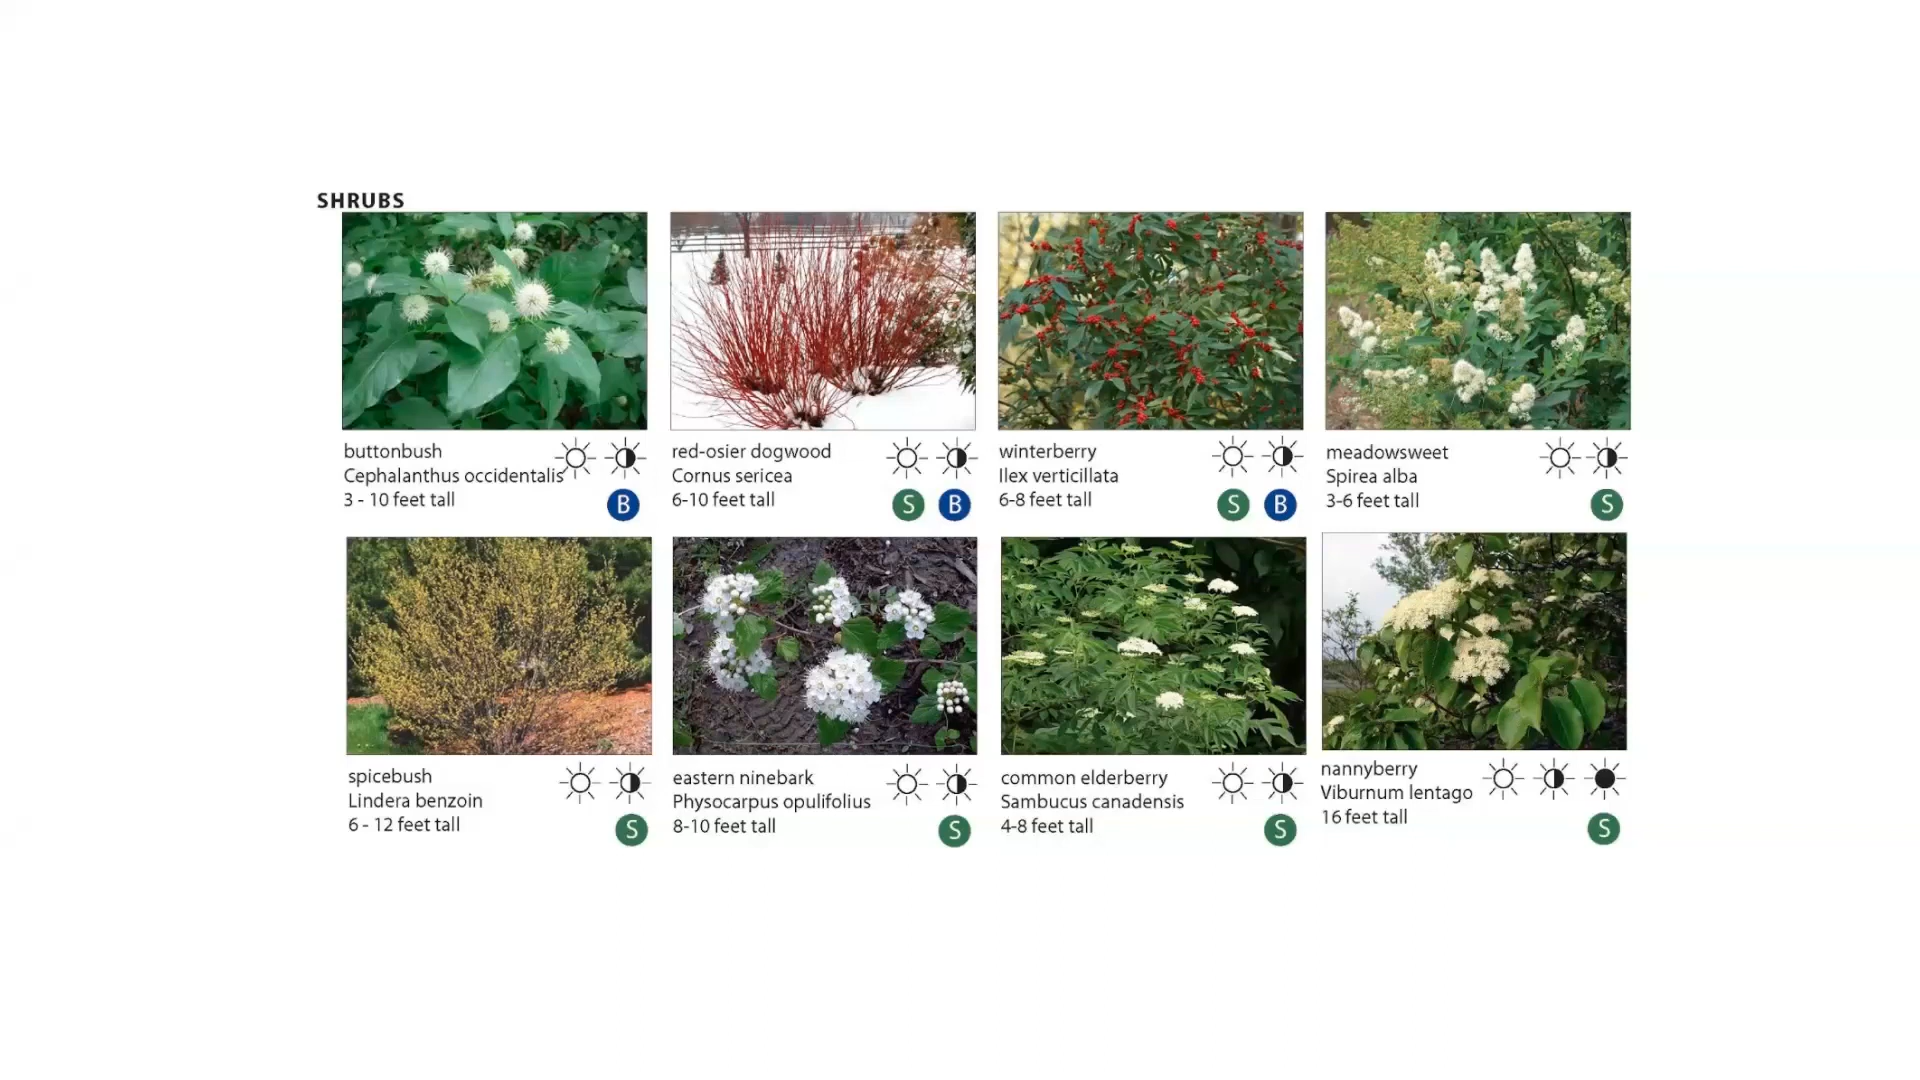 SHRUBS
buttonbush
Cephalanthus occidentalis
3 - 10 feet tall
B
red-osier dogwood
Cornus sericea
6-10 feet tall
S B
winterberry
Ilex verticillata
6-8 feet tall
S B
meadowsweet
Spirea alba
3-6 feet tall
S
spicebush
Lindera benzoin
6 - 12 feet tall
S
eastern ninebark
Physocarpus opulifolius
8-10 feet tall
S
common elderberry
Sambucus canadensis
4-8 feet tall
S
nannyberry
Viburnum lentago
16 feet tall
S